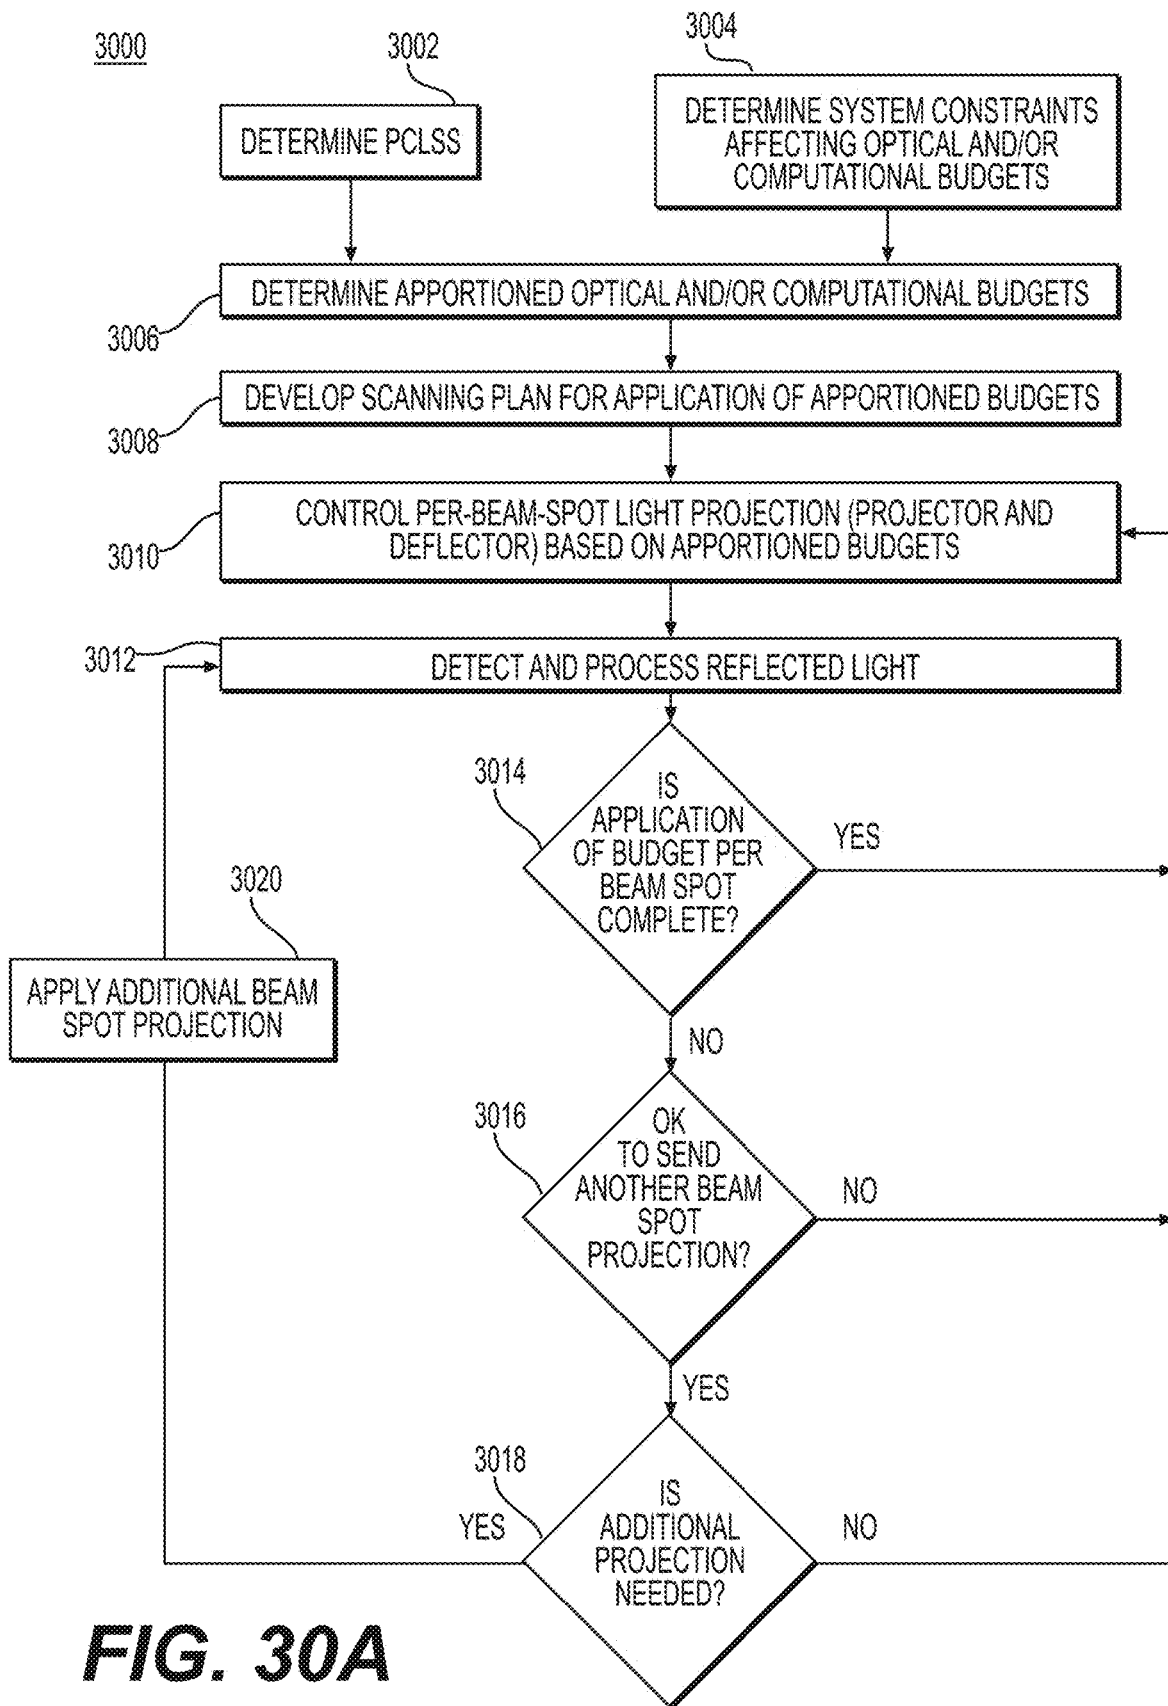 3000
3002
3004
DETERMINE PCLSS
DETERMINE SYSTEM CONSTRAINTS
AFFECTING OPTICAL AND/OR
COMPUTATIONAL BUDGETS
DETERMINE APPORTIONED OPTICAL AND/OR COMPUTATIONAL BUDGETS
3006
DEVELOP SCANNING PLAN FOR APPLICATION OF APPORTIONED BUDGETS
3008
CONTROL PER-BEAM-SPOT LIGHT PROJECTION (PROJECTOR AND
DEFLECTOR) BASED ON APPORTIONED BUDGETS
3010
3012
DETECT AND PROCESS REFLECTED LIGHT
3014
IS
APPLICATION
OF BUDGET PER
BEAM SPOT
COMPLETE?
YES
3020
APPLY ADDITIONAL BEAM
SPOT PROJECTION
NO
3016
OK
TO SEND
ANOTHER BEAM
SPOT
PROJECTION?
NO
YES
3018
YES
IS
ADDITIONAL
PROJECTION
NEEDED?
NO
FIG. 30A